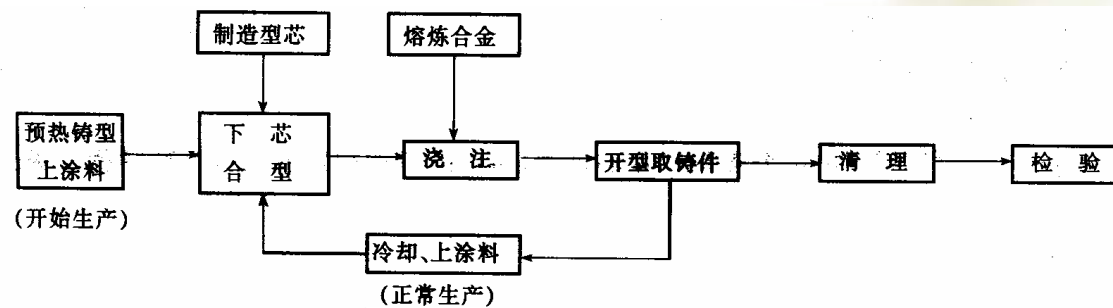 制造型芯
熔炼合金
预热铸型
上涂料
(开始生产)
下芯
合型
浇注
开型取铸件
清理
检验
冷却、上涂料
(正常生产)